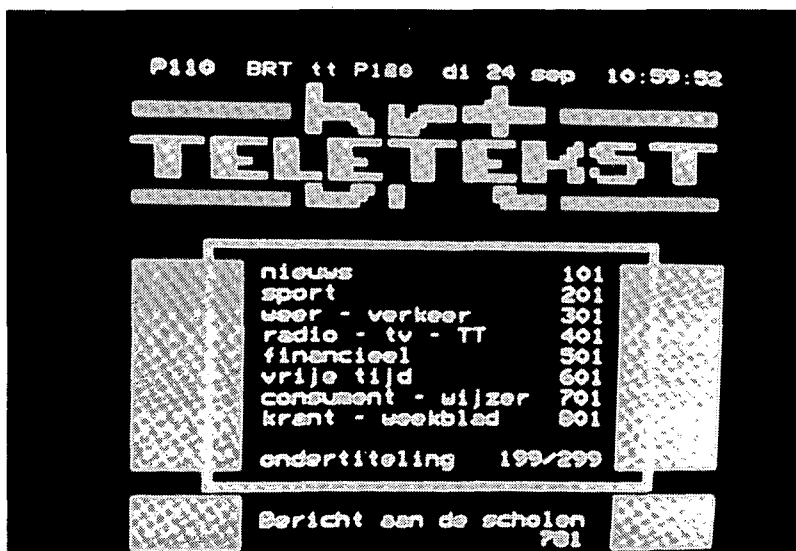 P110 BRT tt di 24 sep 10:59:52
brt
TELETEKST
nieuws 101
sport 201
weer - verkeer 301
radio - tv - TT 401
financieel 501
vrije tijd 601
consument - wijzer 701
krant - weekblad 801
ondertiteling 199/299
Bericht aan de scholen